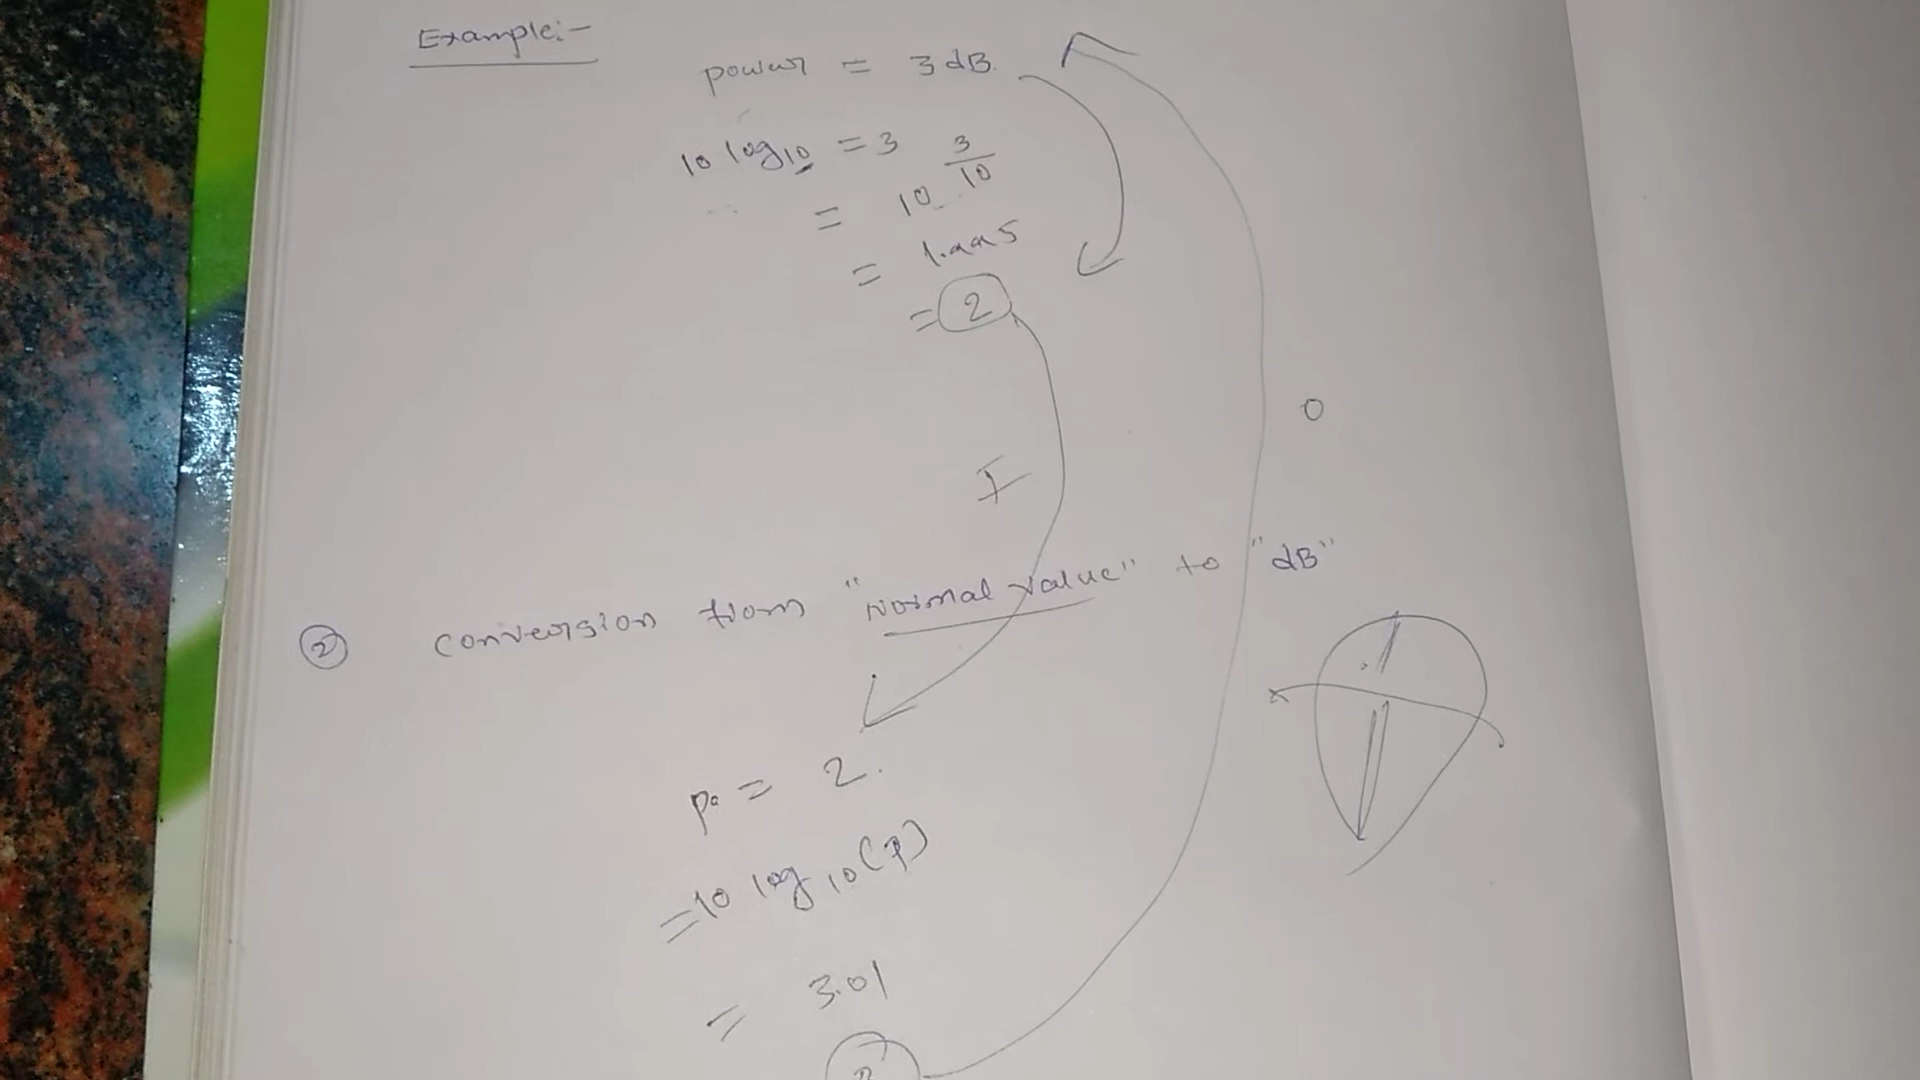 Example:-
power = 3 dB
10 log10 = 3
= 10 3/10
= 1.995
= 2
I
O
② conversion from "Normal value" to "dB"
P = 2.
= 10 log10(P)
= 3.01